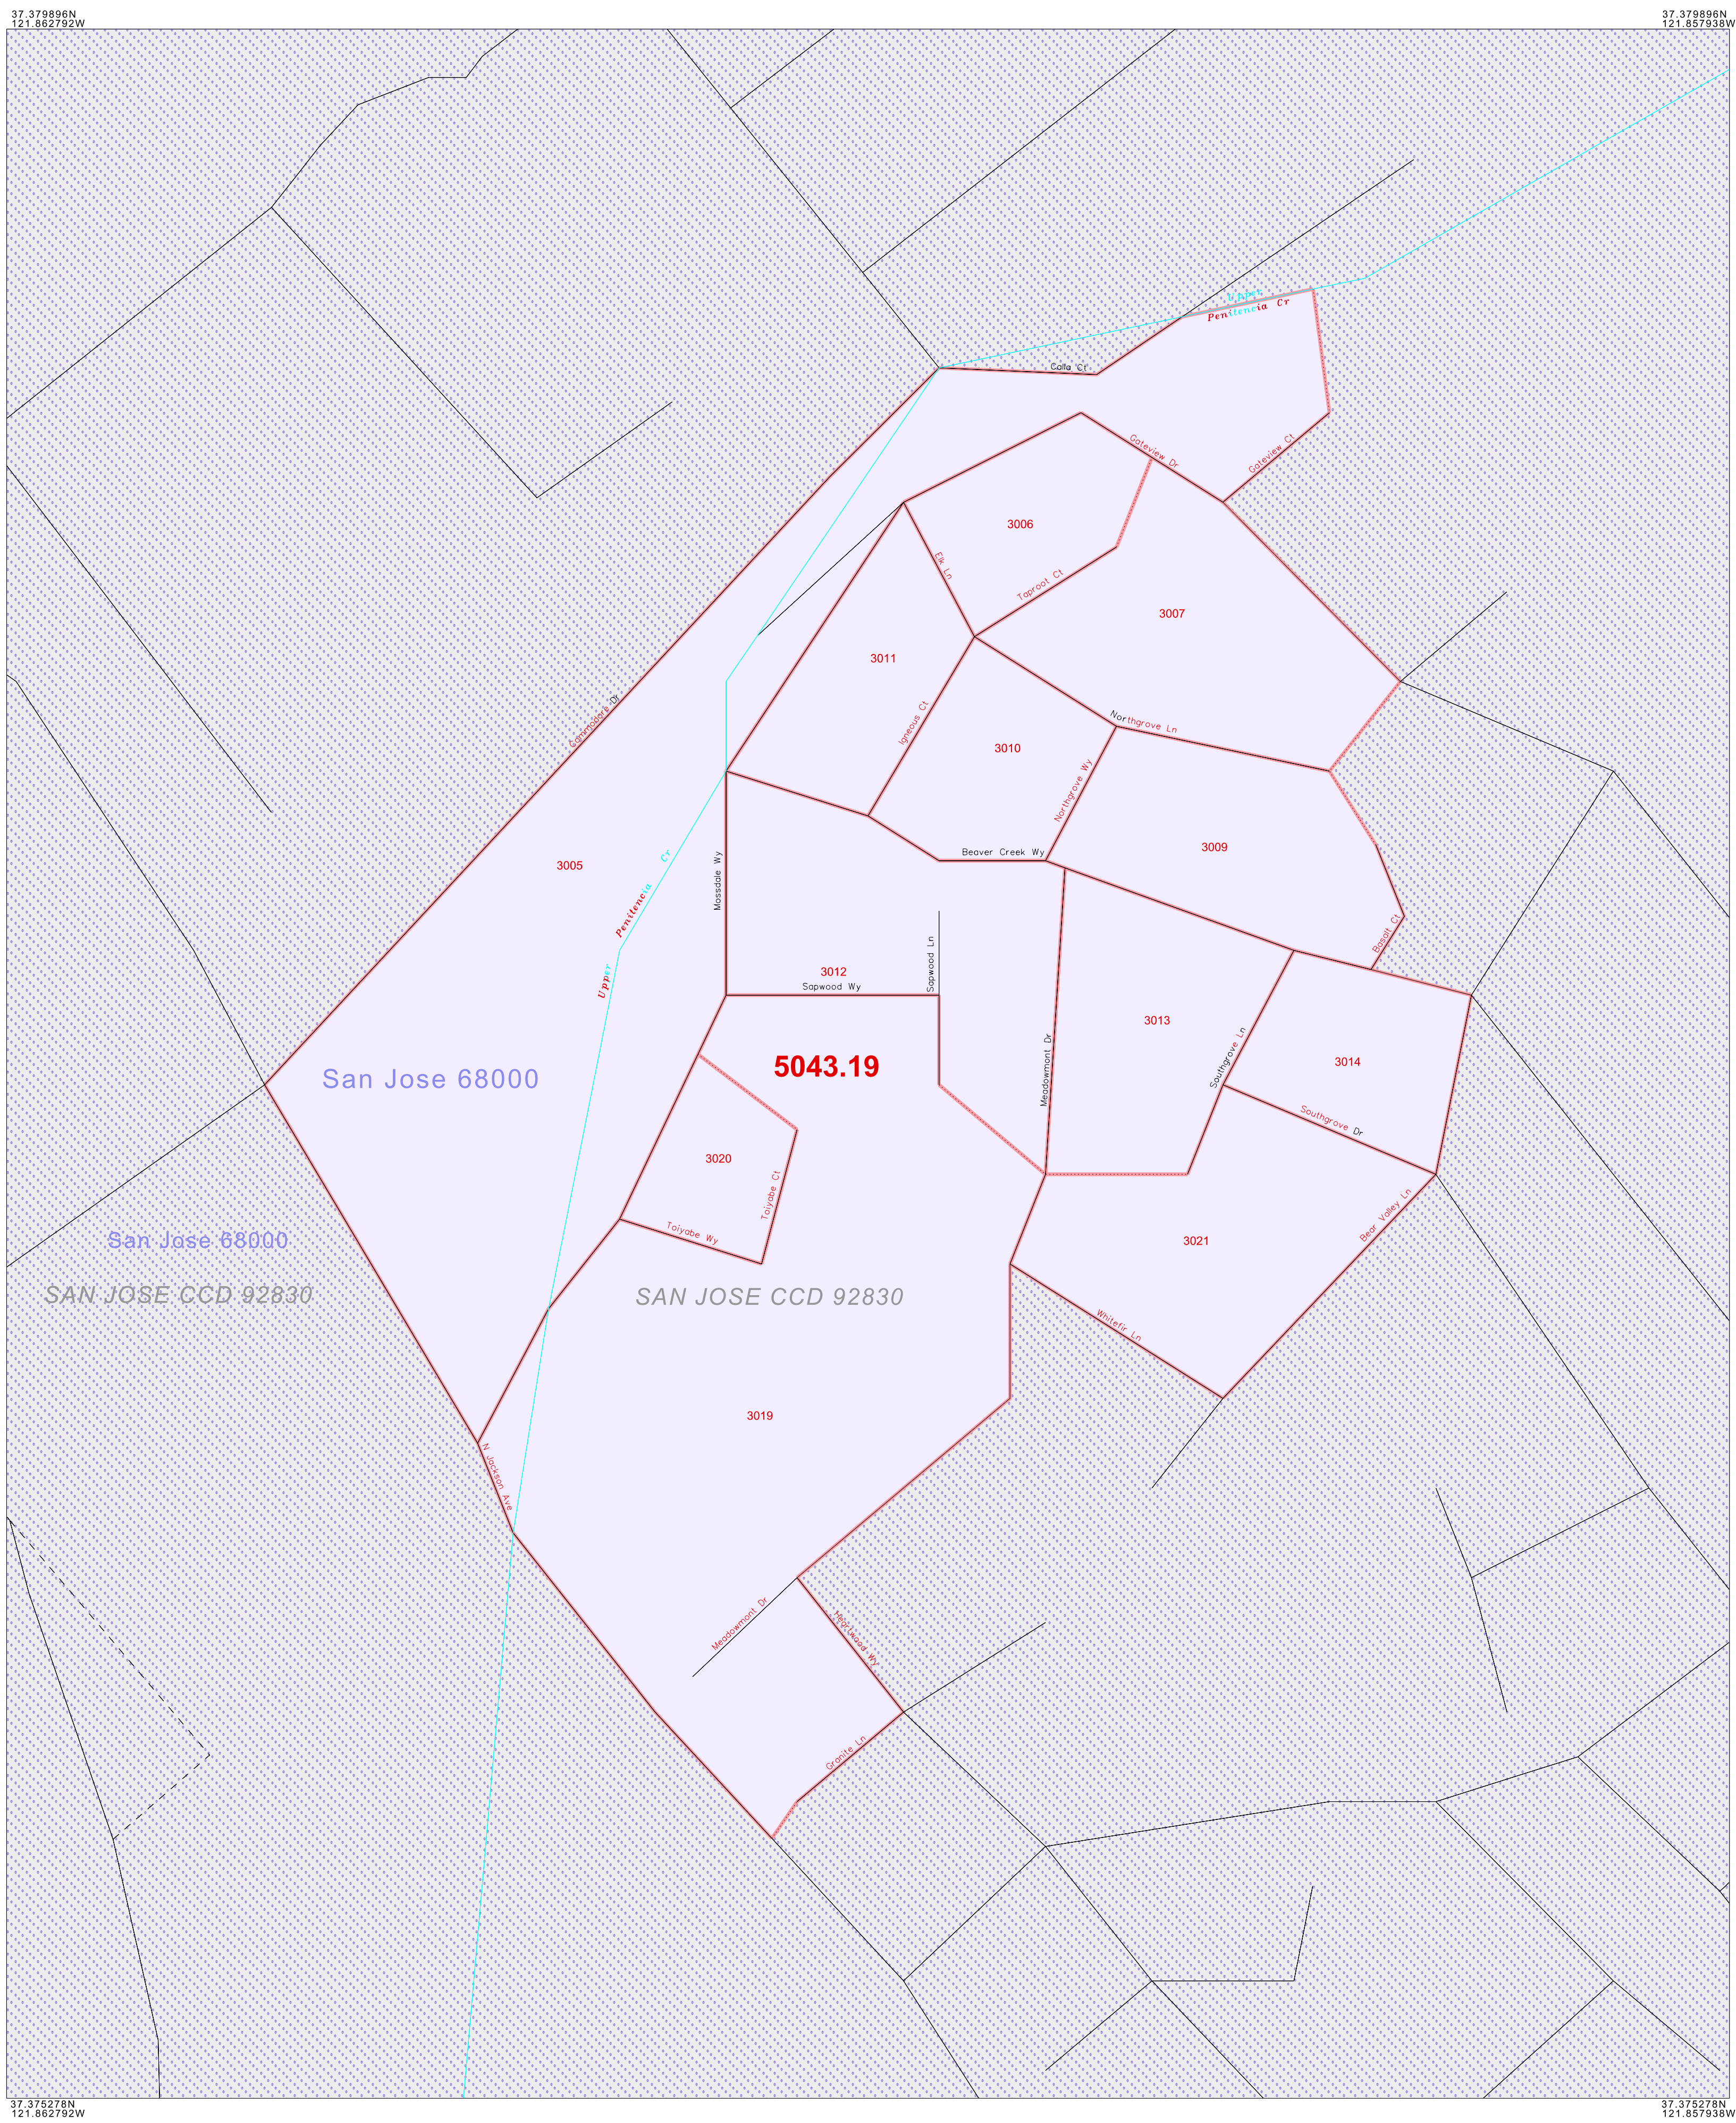 37.379896N
121.862792W
37.379896N
121.857938W
Upper
Penitencia Cr
Calla Ct
Gateview Dr
Gateview Ct
3006
Elk Ln
Taproot Ct
3007
3011
Commodore Dr
Igneous Ct
Northgrove Ln
3010
Northgrove Wy
3009
Beaver Creek Wy
3005
Mossdale Wy
Upper Penitencia Cr
Basalt Ct
Sapwood Ln
3012
Sapwood Wy
3013
Southgrove Ln
3014
5043.19
Meadowmont Dr
San Jose 68000
Southgrove Dr
3020
Toiyabe Ct
Toiyabe Wy
Bear Valley Ln
3021
San Jose 68000
SAN JOSE CCD 92830
SAN JOSE CCD 92830
Whitefir Ln
3019
N Jackson Ave
Meadowmont Dr
Heartwood Wy
Granite Ln
37.375278N
121.862792W
37.375278N
121.857938W